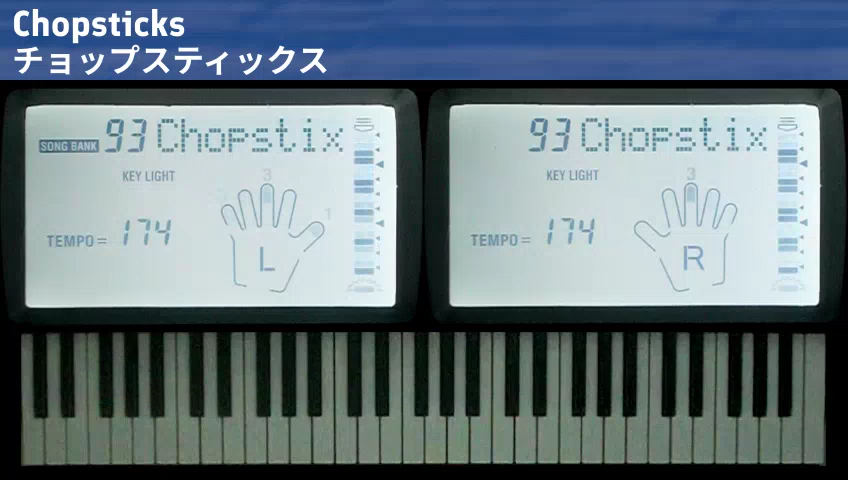 Chopsticks
チョップスティックス
SONG BANK 93 Chopstix
KEY LIGHT
3
1
TEMPO = 174
L
93 Chopstix
KEY LIGHT
3
TEMPO = 174
R